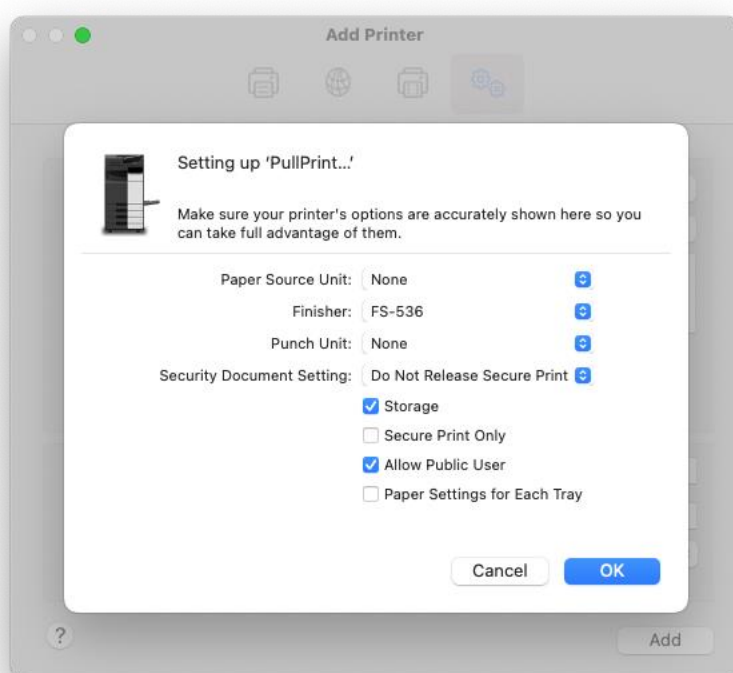 Add Printer
Setting up ‘PullPrint...’
Make sure your printer's options are accurately shown here so you
can take full advantage of them.
Paper Source Unit: None
Finisher: FS-536
Punch Unit: None
Security Document Setting: Do Not Release Secure Print
Storage
Secure Print Only
Allow Public User
Paper Settings for Each Tray
Cancel OK
? Add